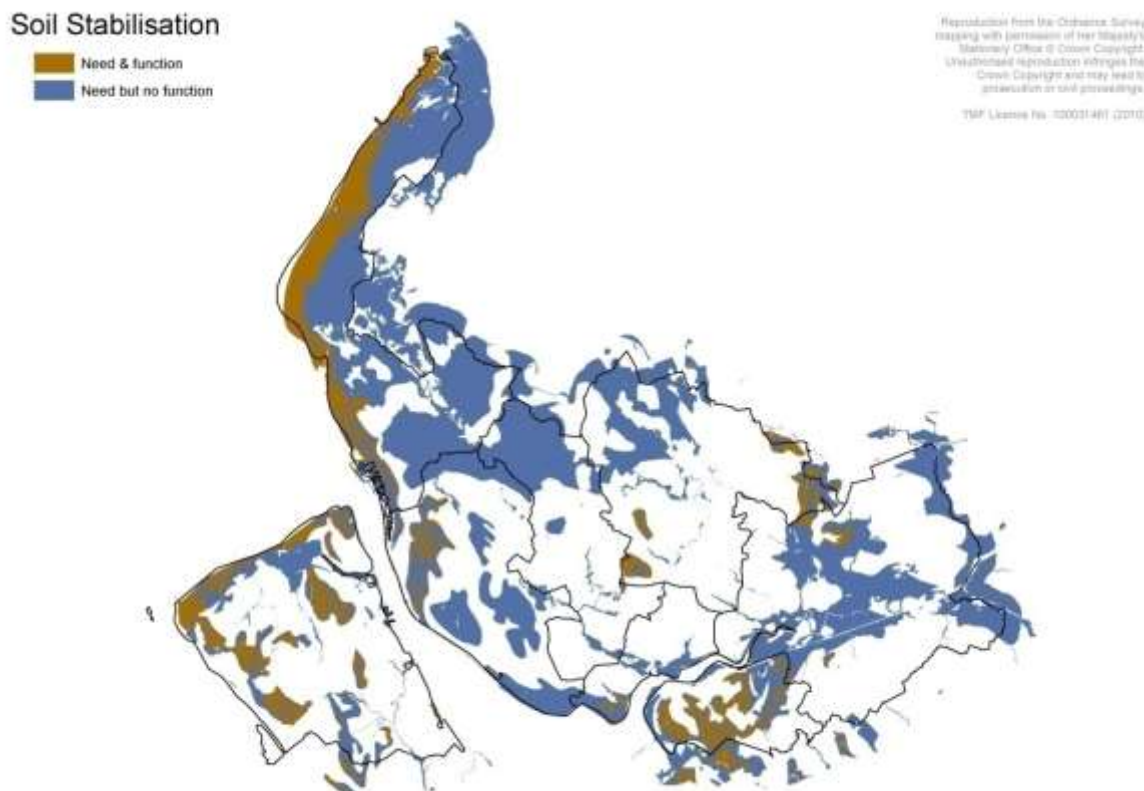 Soil Stabilisation
Need & function
Need but no function
Reproduction from the Ordnance Survey
mapping with permission of Her Majesty's
Stationery Office © Crown Copyright.
Unauthorised reproduction infringes the
Crown Copyright and may lead to
prosecution or civil proceedings.
TMF Licence No. 100031461 (2010)